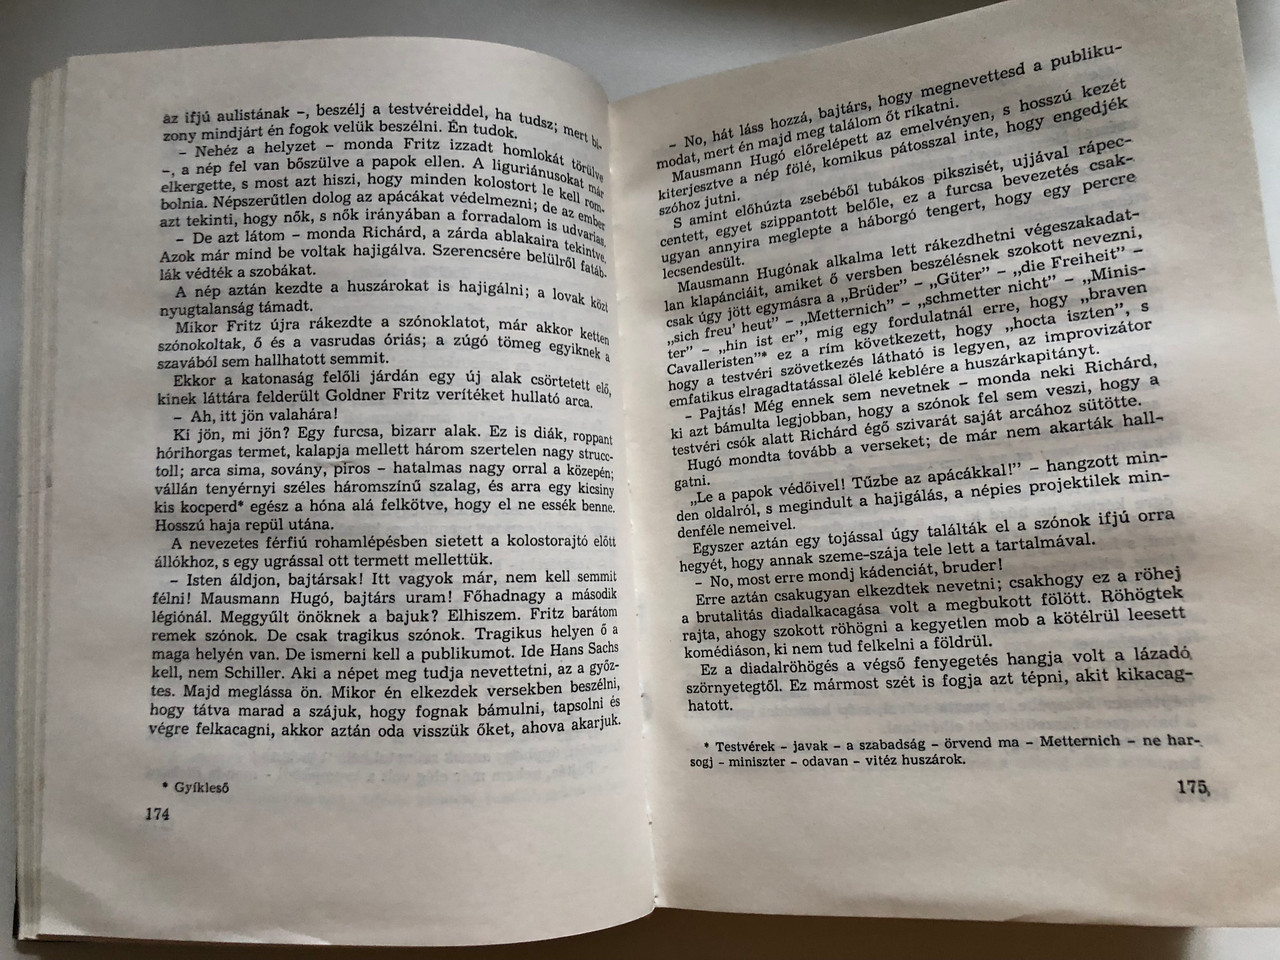 az ifjú aulistának –, beszélj a testvéreiddel, ha tudsz; mert bi-
zony mindjárt én fogok velük beszélni. Én tudok.
– Nehéz a helyzet – monda Fritz izzadt homlokát törülve
–, a nép fel van bőszülve a papok ellen. A liguriánusokat már
elkergette, s most azt hiszi, hogy minden kolostort le kell rom-
bolnia. Népszerűtlen dolog az apácákat védelmezni; de az ember
azt tekinti, hogy nők, s nők irányában a forradalom is udvarias.
– De azt látom – monda Richárd, a zárda ablakaira tekintve.
Azok már mind be voltak hajigálva. Szerencsére belülről fatáb-
lák védték a szobákat.
A nép aztán kezdte a huszárokat is hajigálni; a lovak közt
nyugtalanság támadt.
Mikor Fritz újra rákezdte a szónoklatot, már akkor ketten
szónokoltak, ő és a vasrudas óriás; a zúgó tömeg egyiknek a
szavából sem hallhatott semmit.
Ekkor a katonaság felőli járdán egy új alak csörtetett elő,
kinek láttára felderült Goldner Fritz verítéket hullató arca.
– Ah, itt jön valahára!
Ki jön, mi jön? Egy furcsa, bizarr alak. Ez is diák, roppant
hórihorgas termet, kalapja mellett három szertelen nagy strucc-
toll; arca sima, sovány, piros – hatalmas nagy orral a közepén;
vállán tenyérnyi széles háromszínű szalag, és arra egy kicsiny
kis kocperd* egész a hóna alá felkötve, hogy el ne essék benne.
Hosszú haja repül utána.
A nevezetes férfiú rohamlépésben sietett a kolostorajtó előtt
állókhoz, s egy ugrással ott termett mellettük.
– Isten áldjon, bajtársak! Itt vagyok már, nem kell semmit
félni! Mausmann Hugó, bajtárs uram! Főhadnagy a második
légiónál. Meggyűlt önöknek a bajuk? Elhiszem. Fritz barátom
remek szónok. De csak tragikus szónok. Tragikus helyen ő a
maga helyén van. De ismerni kell a publikumot. Ide Hans Sachs
kell, nem Schiller. Aki a népet meg tudja nevettetni, az a győz-
tes. Majd meglássa ön. Mikor én elkezdek versekben beszélni,
hogy tátva marad a szájuk, hogy fognak bámulni, tapsolni és
végre felkacagni, akkor aztán oda visszük őket, ahova akarjuk.
* Gyíkleső
174
– No, hát láss hozzá, bajtárs, hogy megnevettesd a publiku-
modat, mert én majd meg találom őt ríkatni.
Mausmann Hugó előrelépett az emelvényen, s hosszú kezét
kiterjesztve a nép fölé, komikus pátosszal inte, hogy engedjék
szóhoz jutni.
S amint előhúzta zsebéből tubákos pikszisét, ujjával rápec-
centett, egyet szippantott belőle, ez a furcsa bevezetés csak-
ugyan annyira meglepte a háborgó tengert, hogy egy percre
lecsendesült.
Mausmann Hugónak alkalma lett rákezdhetni végeszakadat-
lan klapánciáit, amiket ő versben beszélésnek szokott nevezni,
csak úgy jött egymásra a „Brüder” – „Güter” – „die Freiheit” –
„sich freu’ heut” – „Metternich” – „schmetter nicht” – „Minis-
ter” – „hin ist er”, míg egy fordulatnál erre, hogy „braven
Cavalleristen”* ez a rím következett, hogy „hocta iszten”, s
hogy a testvéri szövetkezés látható is legyen, az improvizátor
emfatikus elragadtatással ölelé keblére a huszárkapitányt.
– Pajtás! Még ennek sem nevetnek – monda neki Richárd,
ki azt bámulta legjobban, hogy a szónok fel sem veszi, hogy a
testvéri csók alatt Richárd égő szivarát saját arcához sütötte.
Hugó mondta tovább a verseket; de már nem akarták hall-
gatni.
„Le a papok védőivel! Tűzbe az apácákkal!” – hangzott min-
den oldalról, s megindult a hajigálás, a népies projektilek min-
denféle nemeivel.
Egyszer aztán egy tojással úgy találták el a szónok ifjú orra
hegyét, hogy annak szeme-szája tele lett a tartalmával.
– No, most erre mondj kádenciát, bruder!
Erre aztán csakugyan elkezdtek nevetni; csakhogy ez a röhej
a brutalitás diadalkacagása volt a megbukott fölött. Röhögtek
rajta, ahogy szokott röhögni a kegyetlen mob a kötélrül leesett
komédiáson, ki nem tud felkelni a földrül.
Ez a diadalröhögés a végső fenyegetés hangja volt a lázadó
szörnyetegtől. Ez mármost szét is fogja azt tépni, akit kikacag-
hatott.
* Testvérek – javak – a szabadság – örvend ma – Metternich – ne har-
sogj – miniszter – odavan – vitéz huszárok.
175